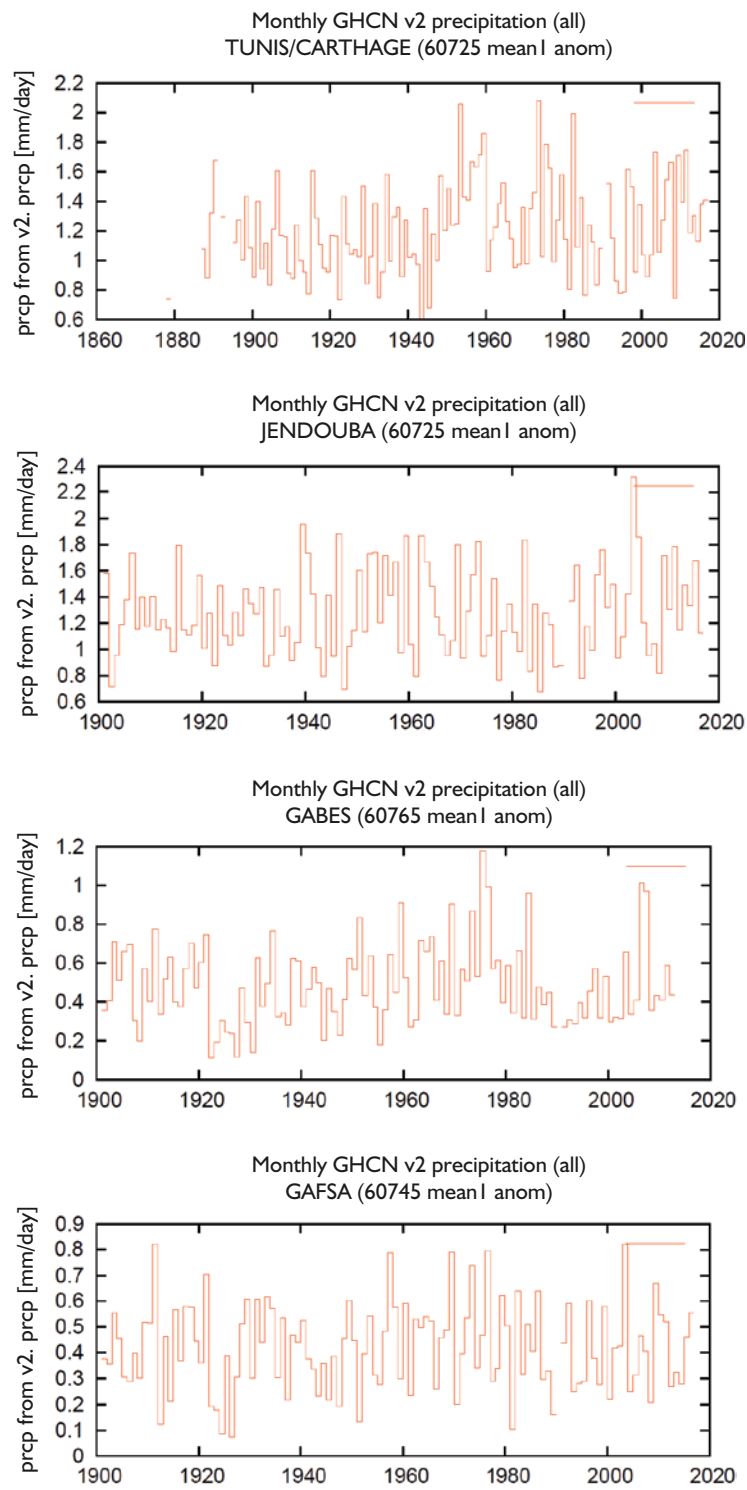 Monthly GHCN v2 precipitation (all)
TUNIS/CARTHAGE (60725 mean1 anom)
prcp from v2. prcp [mm/day]
2.2
2
1.8
1.6
1.4
1.2
1
0.8
0.6
1860 1880 1900 1920 1940 1960 1980 2000 2020
Monthly GHCN v2 precipitation (all)
JENDOUBA (60725 mean1 anom)
prcp from v2. prcp [mm/day]
2.4
2.2
2
1.8
1.6
1.4
1.2
1
0.8
0.6
1900 1920 1940 1960 1985 2000 2020
Monthly GHCN v2 precipitation (all)
GABES (60765 mean1 anom)
prcp from v2. prcp [mm/day]
1.2
1
0.8
0.6
0.4
0.2
0
1900 1920 1940 1960 1980 2000 2020
Monthly GHCN v2 precipitation (all)
GAFSA (60745 mean1 anom)
prcp from v2. prcp [mm/day]
0.9
0.8
0.7
0.6
0.5
0.4
0.3
0.2
0.1
0
1900 1920 1940 1960 1980 2000 2020